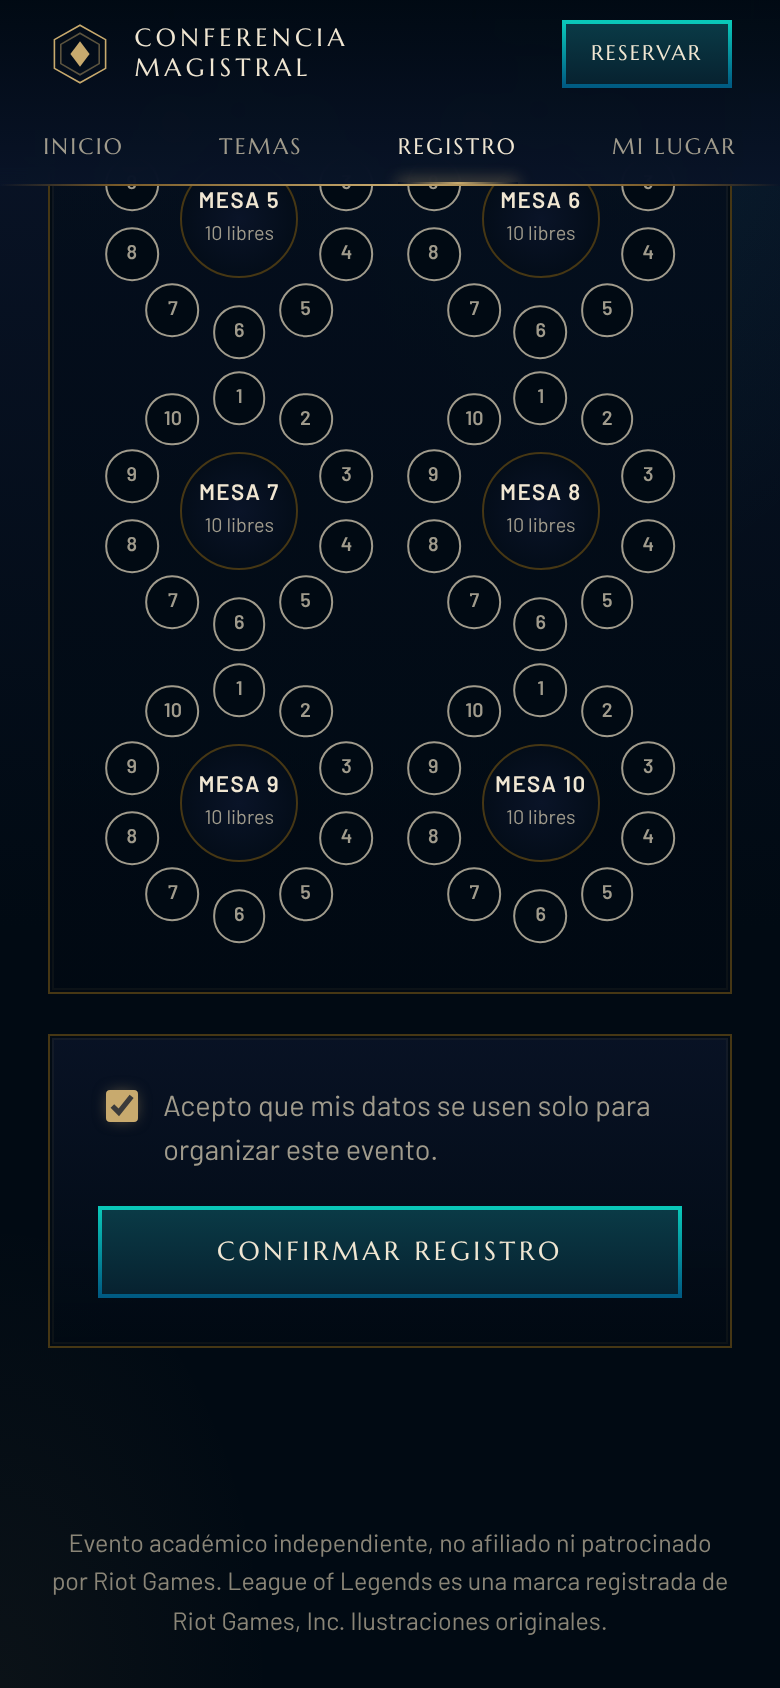 CONFERENCIA
MAGISTRAL
RESERVAR
INICIO TEMAS REGISTRO MI LUGAR
MESA 5
10 libres
8 4
7 5
6
MESA 6
10 libres
8 4
7 5
6
1
10 2
9 3
MESA 7
10 libres
8 4
7 5
6
1
10 2
9 3
MESA 8
10 libres
8 4
7 5
6
1
10 2
9 3
MESA 9
10 libres
8 4
7 5
6
1
10 2
9 3
MESA 10
10 libres
8 4
7 5
6
Acepto que mis datos se usen solo para
organizar este evento.
CONFIRMAR REGISTRO
Evento académico independiente, no afiliado ni patrocinado
por Riot Games. League of Legends es una marca registrada de
Riot Games, Inc. Ilustraciones originales.